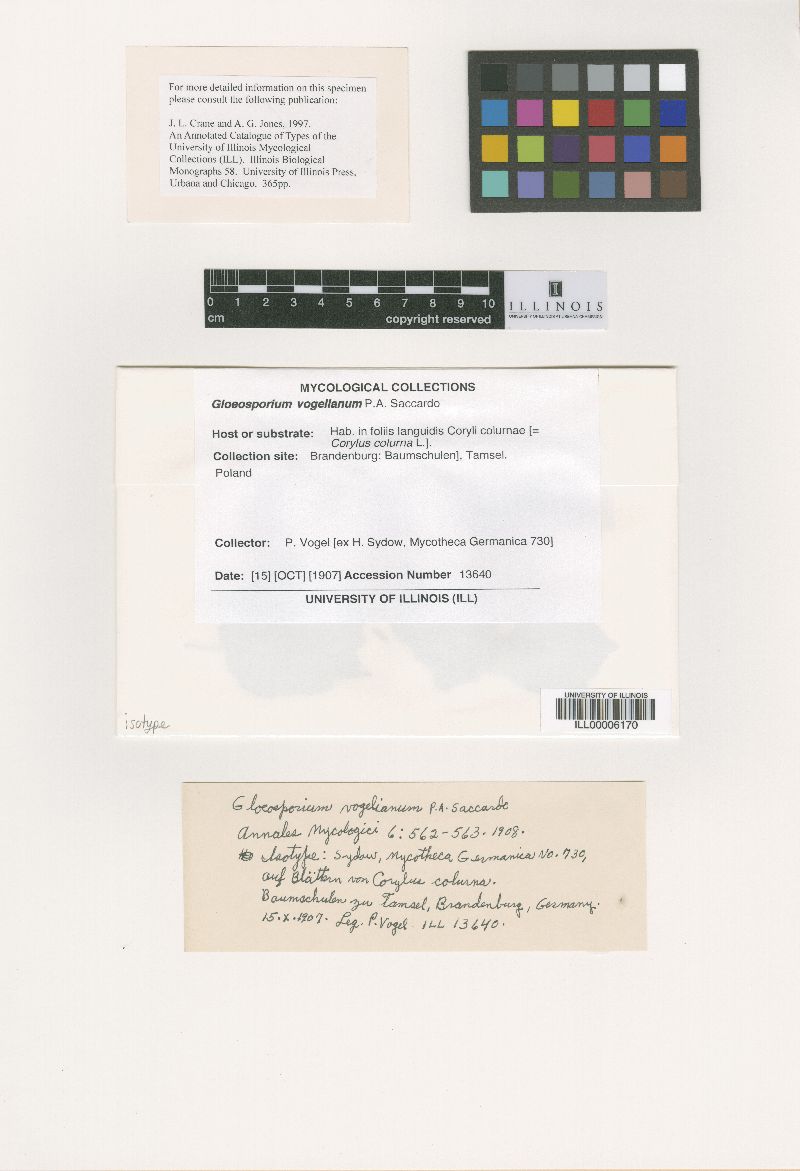 For more detailed information on this specimen
please consult the following publication:
J. L. Crane and A. G. Jones. 1997.
An Annotated Catalogue of Types of the
University of Illinois Mycological
Collections (ILL). Illinois Biological
Monographs 58. University of Illinois Press,
Urbana and Chicago. 365pp.
0 1 2 3 4 5 6 7 8 9 10
cm copyright reserved
I
ILLINOIS
UNIVERSITY OF ILLINOIS AT URBANA-CHAMPAIGN
MYCOLOGICAL COLLECTIONS
Gloeosporium vogelianum P.A. Saccardo
Host or substrate: Hab. in foliis languidis Coryli colurnae [=
Corylus colurna L.].
Collection site: Brandenburg: Baumschulen], Tamsel.
Poland
Collector: P. Vogel [ex H. Sydow, Mycotheca Germanica 730]
Date: [15] [OCT] [1907] Accession Number 13640
UNIVERSITY OF ILLINOIS (ILL)
UNIVERSITY OF ILLINOIS
ILL00006170
isotype
Gloeosporium vogelianum P.A. Saccardo
Annales Mycologici 6: 562-563. 1908.
Isotype: Sydow, Mycotheca Germanica No. 730,
auf Blättern von Corylus colurna.
Baumschulen zu Tamsel, Brandenburg, Germany.
15.X.1907. Leg. P. Vogel. ILL 13640.